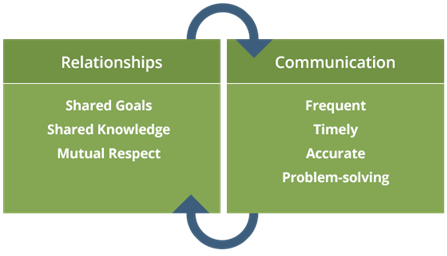 Relationships
Shared Goals
Shared Knowledge
Mutual Respect
Communication
Frequent
Timely
Accurate
Problem-solving